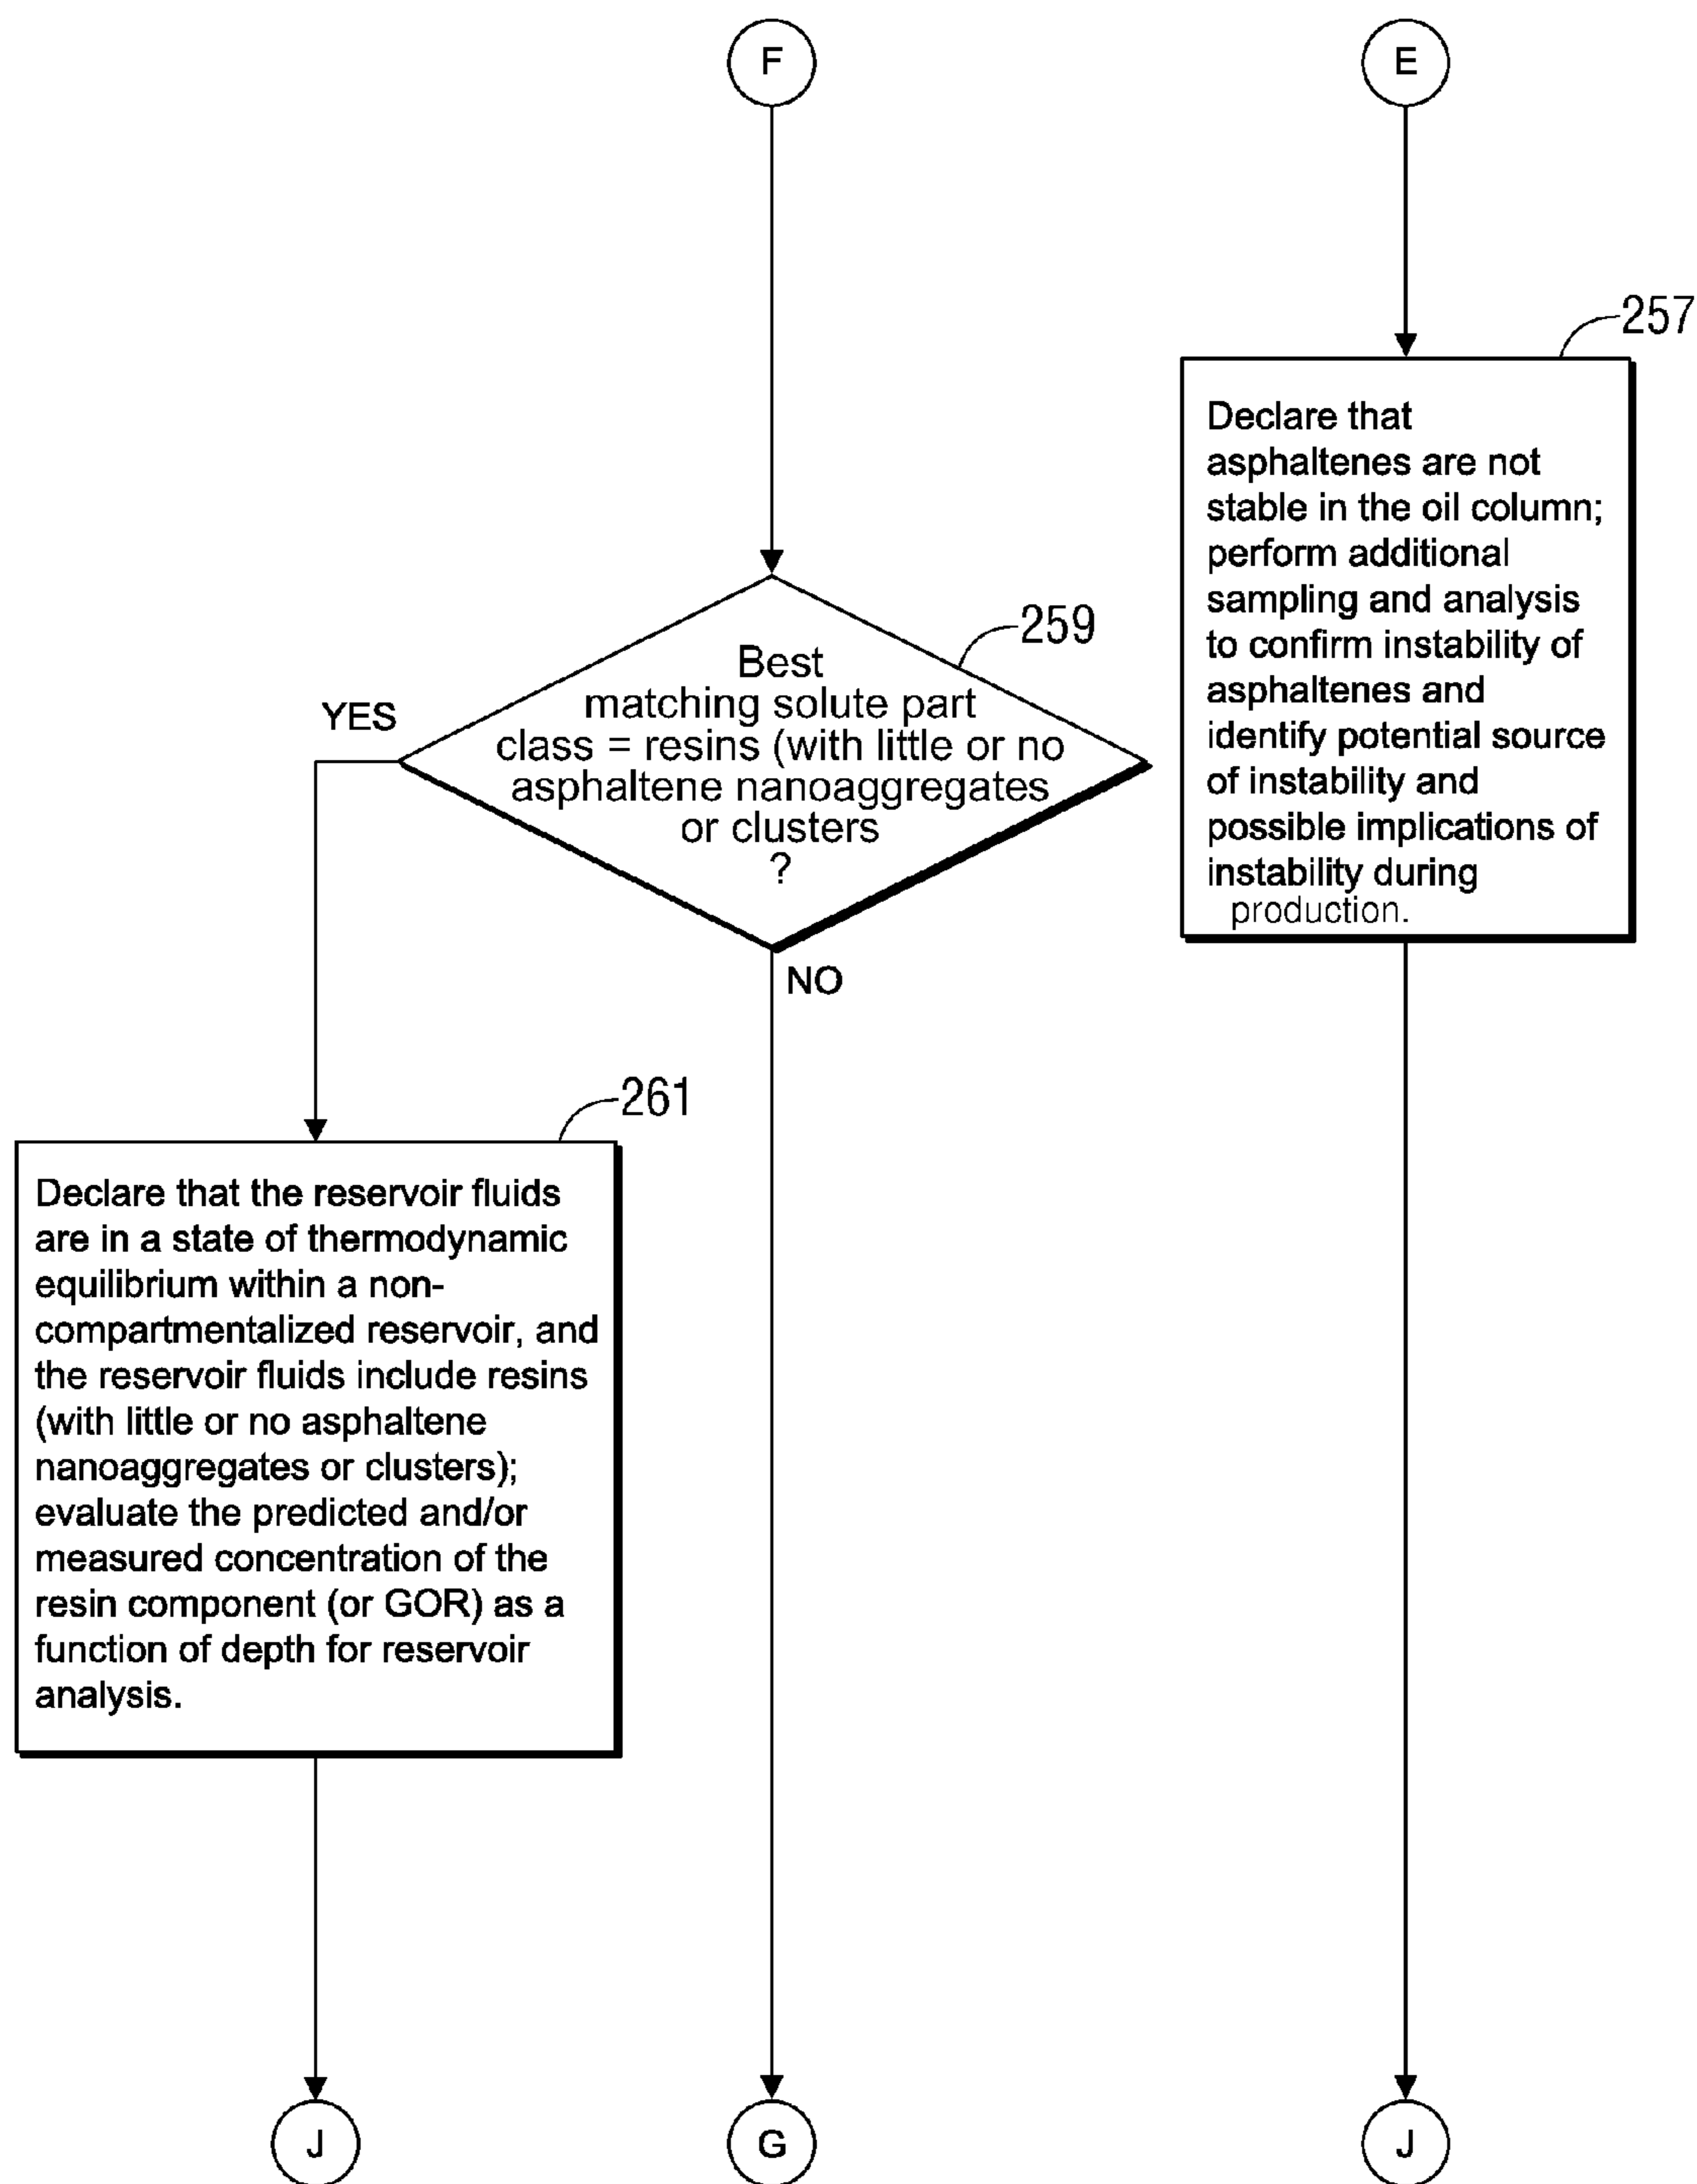 F
E
257
Declare that
asphaltenes are not
stable in the oil column;
perform additional
sampling and analysis
to confirm instability of
asphaltenes and
identify potential source
of instability and
possible implications of
instability during
production.
259
Best
matching solute part
class = resins (with little or no
asphaltene nanoaggregates
or clusters
?
YES
NO
261
Declare that the reservoir fluids
are in a state of thermodynamic
equilibrium within a non-
compartmentalized reservoir, and
the reservoir fluids include resins
(with little or no asphaltene
nanoaggregates or clusters);
evaluate the predicted and/or
measured concentration of the
resin component (or GOR) as a
function of depth for reservoir
analysis.
J
G
J